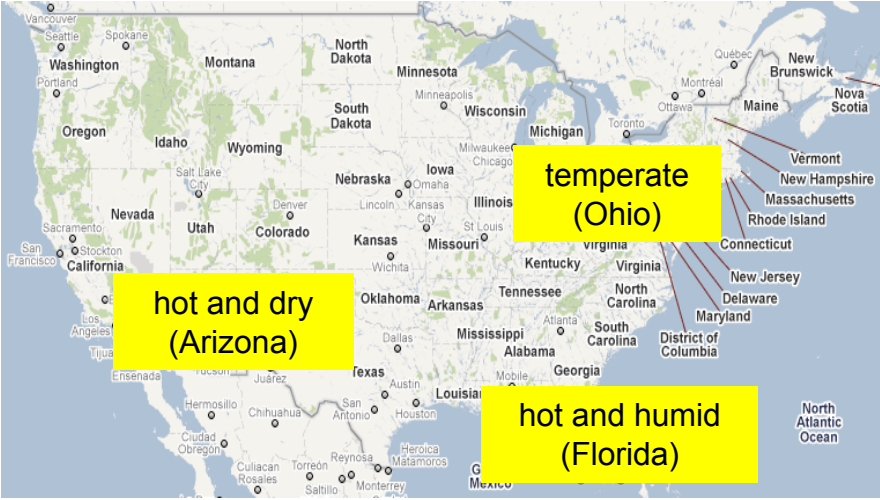 Vancouver
Seattle
Spokane
Washington
Portland
Montana
North
Dakota
Minnesota
Minneapolis
Québec
New
Brunswick
Montréal
Ottawa
Maine
Nova
Scotia
Oregon
Idaho
Wyoming
South
Dakota
Wisconsin
Michigan
Toronto
Milwaukee
Chicago
Vermont
New Hampshire
Massachusetts
Rhode Island
Connecticut
temperate
(Ohio)
Salt Lake
City
Nebraska
Iowa
Omaha
Lincoln
Kansas
City
Illinois
Nevada
Utah
Denver
Colorado
Sacramento
San
Francisco
Stockton
California
Kansas
Wichita
Missouri
St Louis
Kentucky
Virginia
Virginia
New Jersey
Delaware
Maryland
District of
Columbia
hot and dry
(Arizona)
Los
Angeles
Oklahoma
Arkansas
Tennessee
North
Carolina
Atlanta
South
Carolina
Mississippi
Alabama
Georgia
Dallas
Texas
Tucson
Ensenada
Juárez
Austin
San
Antonio
Houston
Mobile
hot and humid
(Florida)
North
Atlantic
Ocean
Hermosillo
Chihuahua
Ciudad
Obregón
Culiacan
Rosales
Torreón
Saltillo
Reynosa
Monterrey
Heroica
Matamoros
Mexico